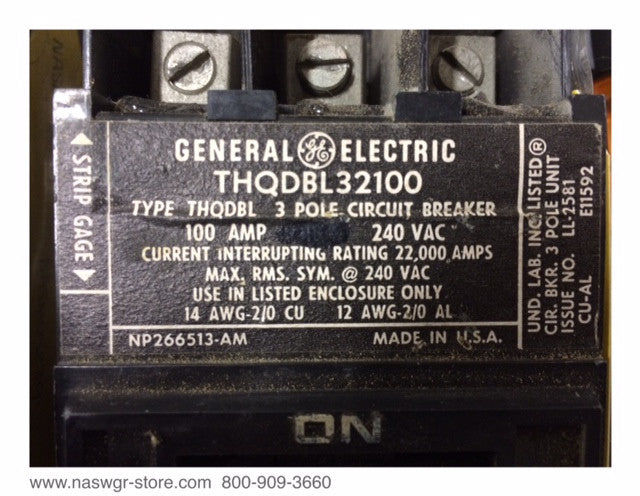 GENERAL GE ELECTRIC
THQDBL32100
TYPE THQDBL 3 POLE CIRCUIT BREAKER
100 AMP 240 VAC
CURRENT INTERRUPTING RATING 22,000 AMPS
MAX. RMS. SYM. @ 240 VAC
USE IN LISTED ENCLOSURE ONLY
14 AWG-2/0 CU 12 AWG-2/0 AL
NP266513-AM MADE IN U.S.A.
STRIP GAGE
UND. LAB. INC. LISTED®
CIR. BKR. 3 POLE UNIT
ISSUE NO. LL-2581
CU-AL E11592
ON
www.naswgr-store.com 800-909-3660